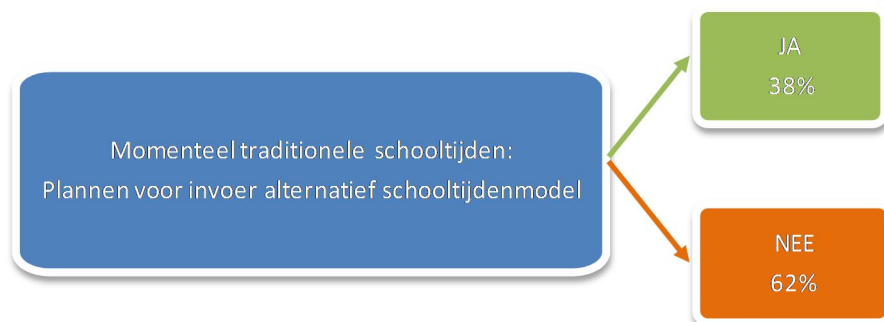 Momenteel traditionele schooltijden:
Plannen voor invoer alternatief schooltijdenmodel
JA
38%
NEE
62%